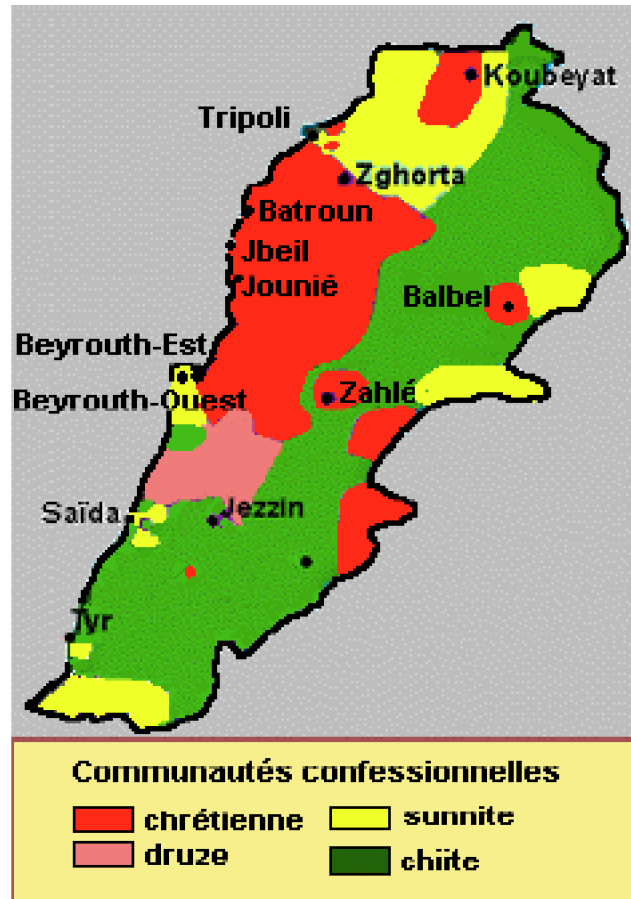 Koubeyat
Tripoli
Zghorta
Batroun
Jbeil
Jounié
Balbel
Beyrouth-Est
Zahlé
Beyrouth-Ouest
Saïda
Jezzin
Tyr
Communautés confessionnelles
chrétienne
sunnite
druze
chiite